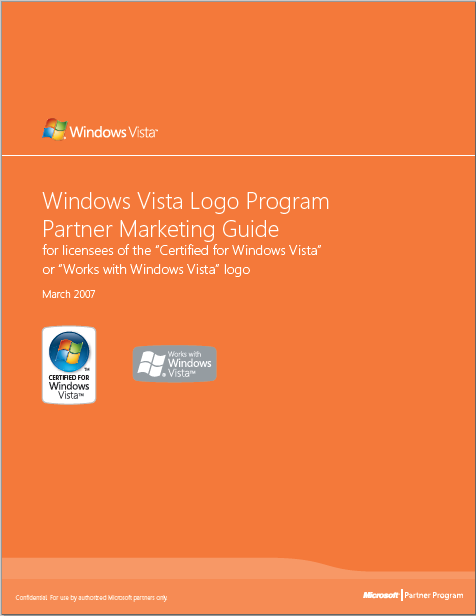 Windows Vista™
Windows Vista Logo Program
Partner Marketing Guide
for licensees of the “Certified for Windows Vista”
or “Works with Windows Vista” logo
March 2007
CERTIFIED FOR
Windows
Vista™
Works with
Windows
® Vista™
Confidential. For use by authorized Microsoft partners only.
Microsoft | Partner Program